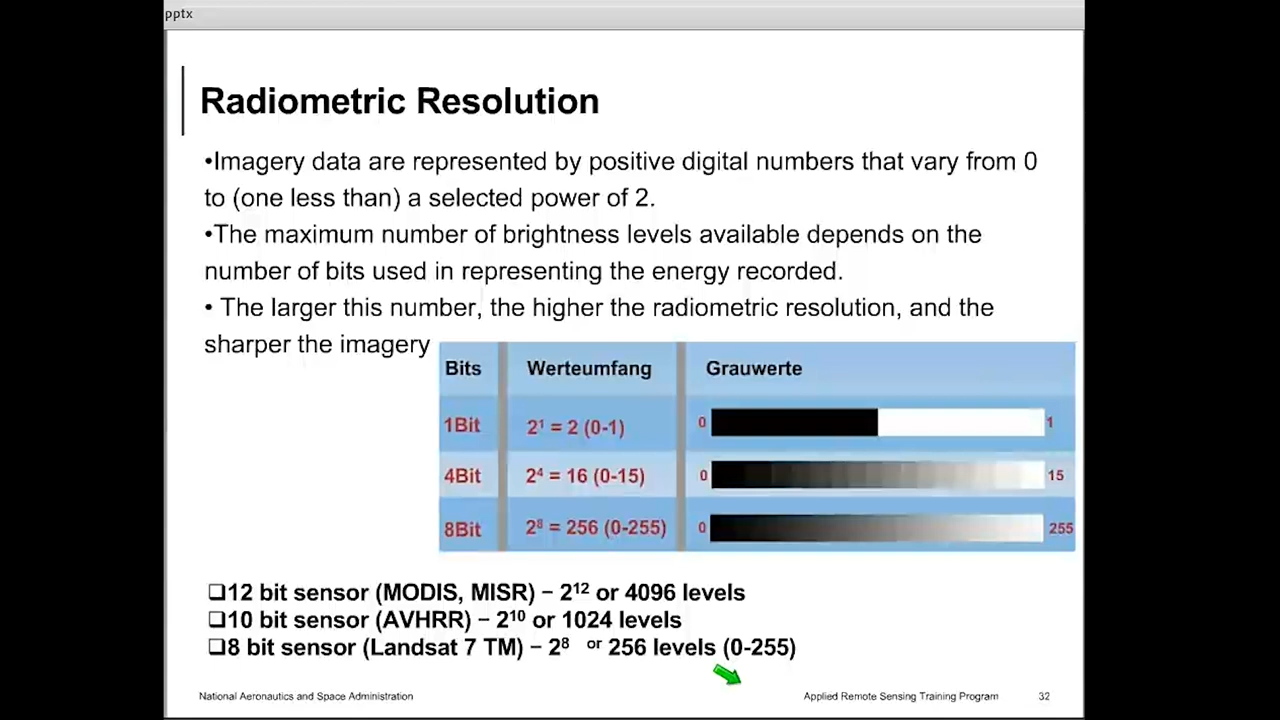 pptx
Radiometric Resolution
•Imagery data are represented by positive digital numbers that vary from 0
to (one less than) a selected power of 2.
•The maximum number of brightness levels available depends on the
number of bits used in representing the energy recorded.
• The larger this number, the higher the radiometric resolution, and the
sharper the imagery
Bits Werteumfang Grauwerte
1Bit 2¹ = 2 (0-1) 0 1
4Bit 2⁴ = 16 (0-15) 0 15
8Bit 2⁸ = 256 (0-255) 0 255
❑12 bit sensor (MODIS, MISR) – 2¹² or 4096 levels
❑10 bit sensor (AVHRR) – 2¹⁰ or 1024 levels
❑8 bit sensor (Landsat 7 TM) – 2⁸ or 256 levels (0-255)
National Aeronautics and Space Administration Applied Remote Sensing Training Program 32